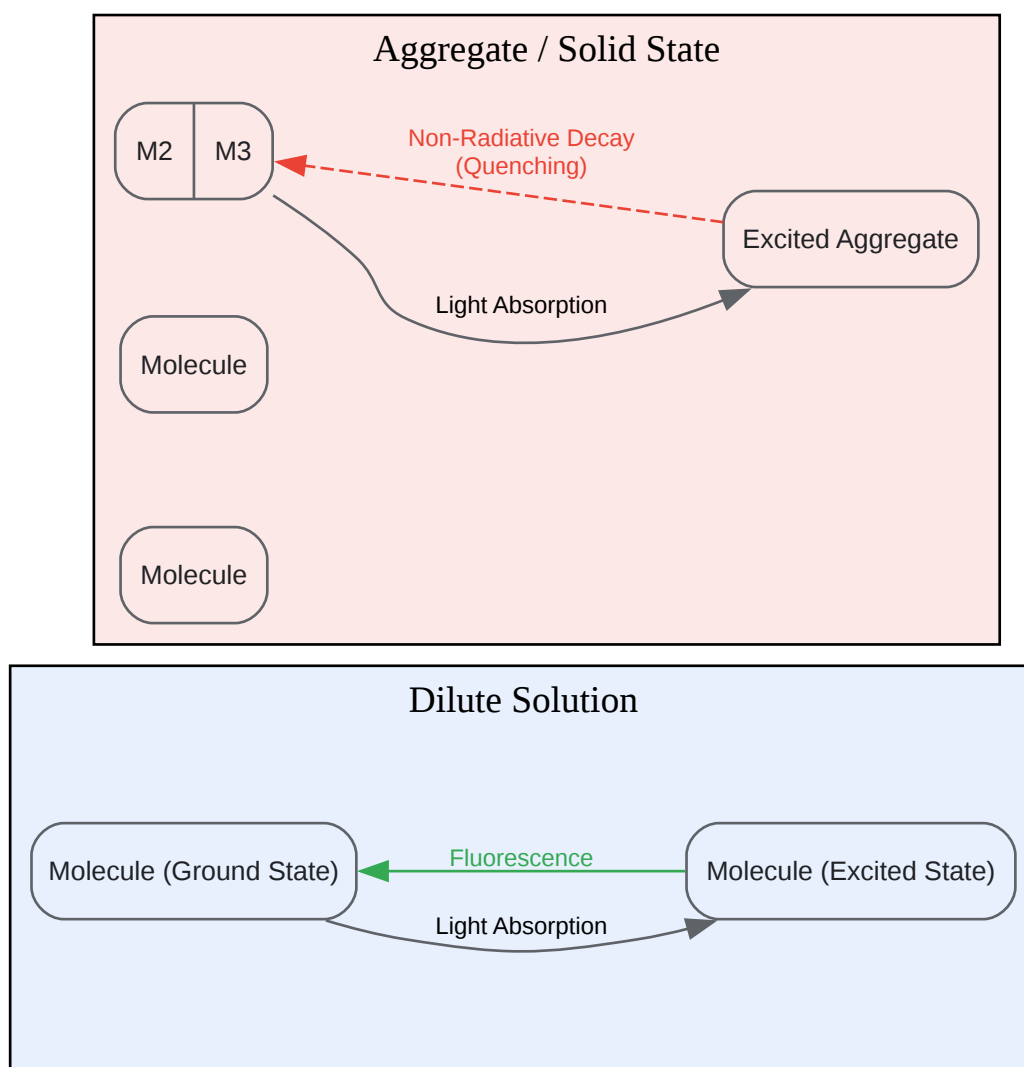 Aggregate / Solid State
M2
M3
Non-Radiative Decay
(Quenching)
Excited Aggregate
Light Absorption
Molecule
Molecule
Dilute Solution
Molecule (Ground State)
Fluorescence
Molecule (Excited State)
Light Absorption